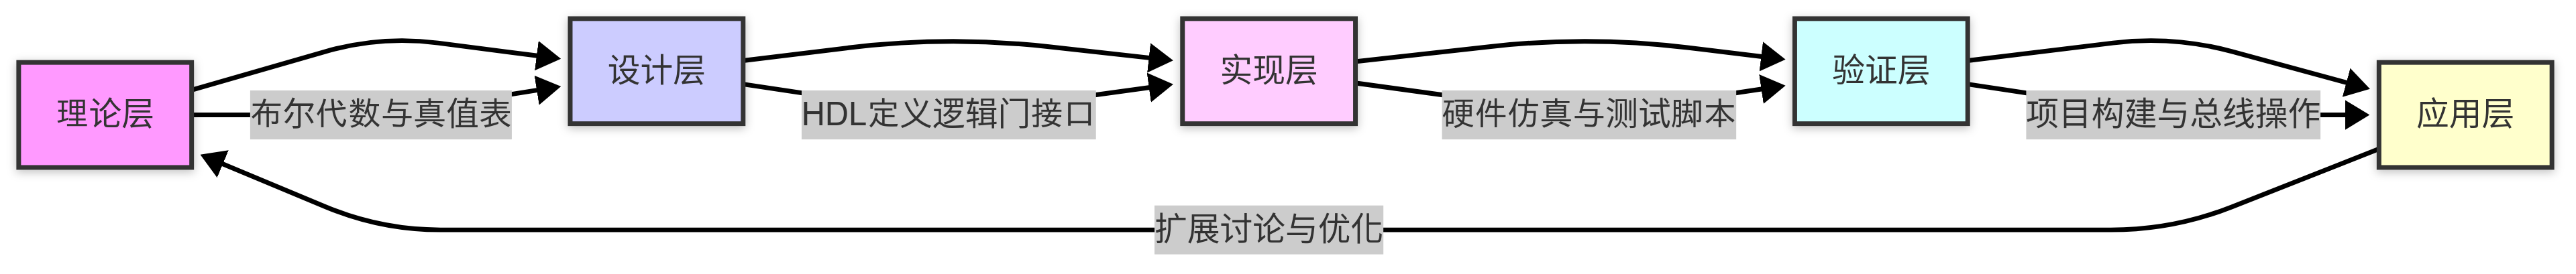 理论层
布尔代数与真值表
设计层
HDL定义逻辑门接口
实现层
硬件仿真与测试脚本
验证层
项目构建与总线操作
应用层
扩展讨论与优化